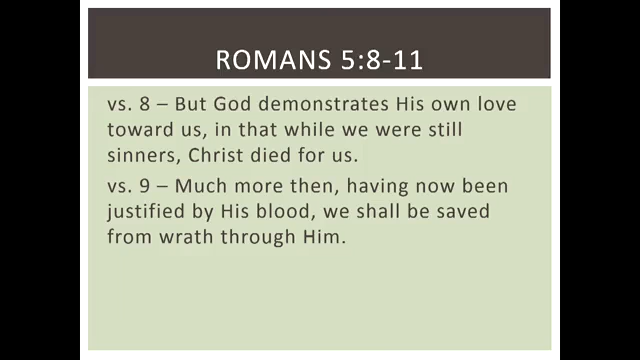 ROMANS 5:8-11
vs. 8 – But God demonstrates His own love
toward us, in that while we were still
sinners, Christ died for us.
vs. 9 – Much more then, having now been
justified by His blood, we shall be saved
from wrath through Him.